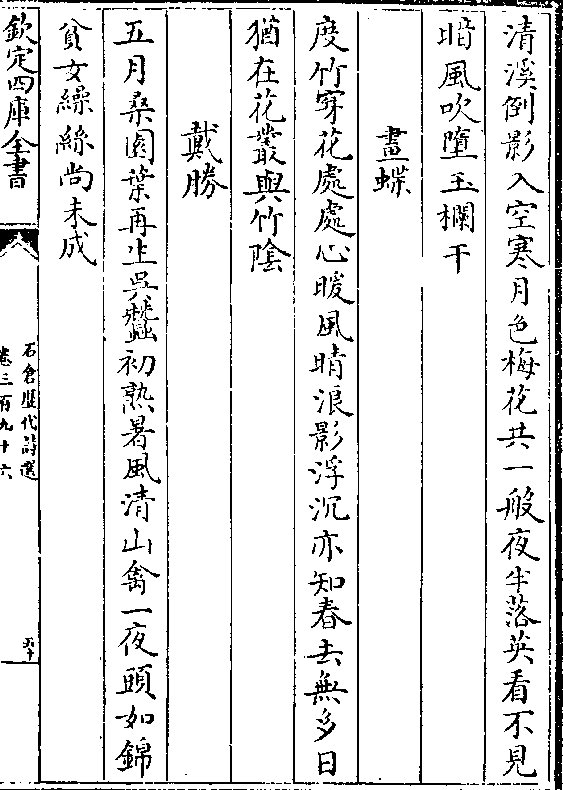 清溪倒影入空寒月色梅花共一般夜半落英看不見
暗風吹墮玉欄干
畫蝶
度竹穿花處處心暖風晴浪影浮沉亦知春去無多日
猶在花叢與竹陰
戴勝
五月桑園葉再生吳蠶初熟暑風清山禽一夜頭如錦
貧女繰絲尚未成
欽定四庫全書
石倉歷代詩選
卷三百九十六
五十